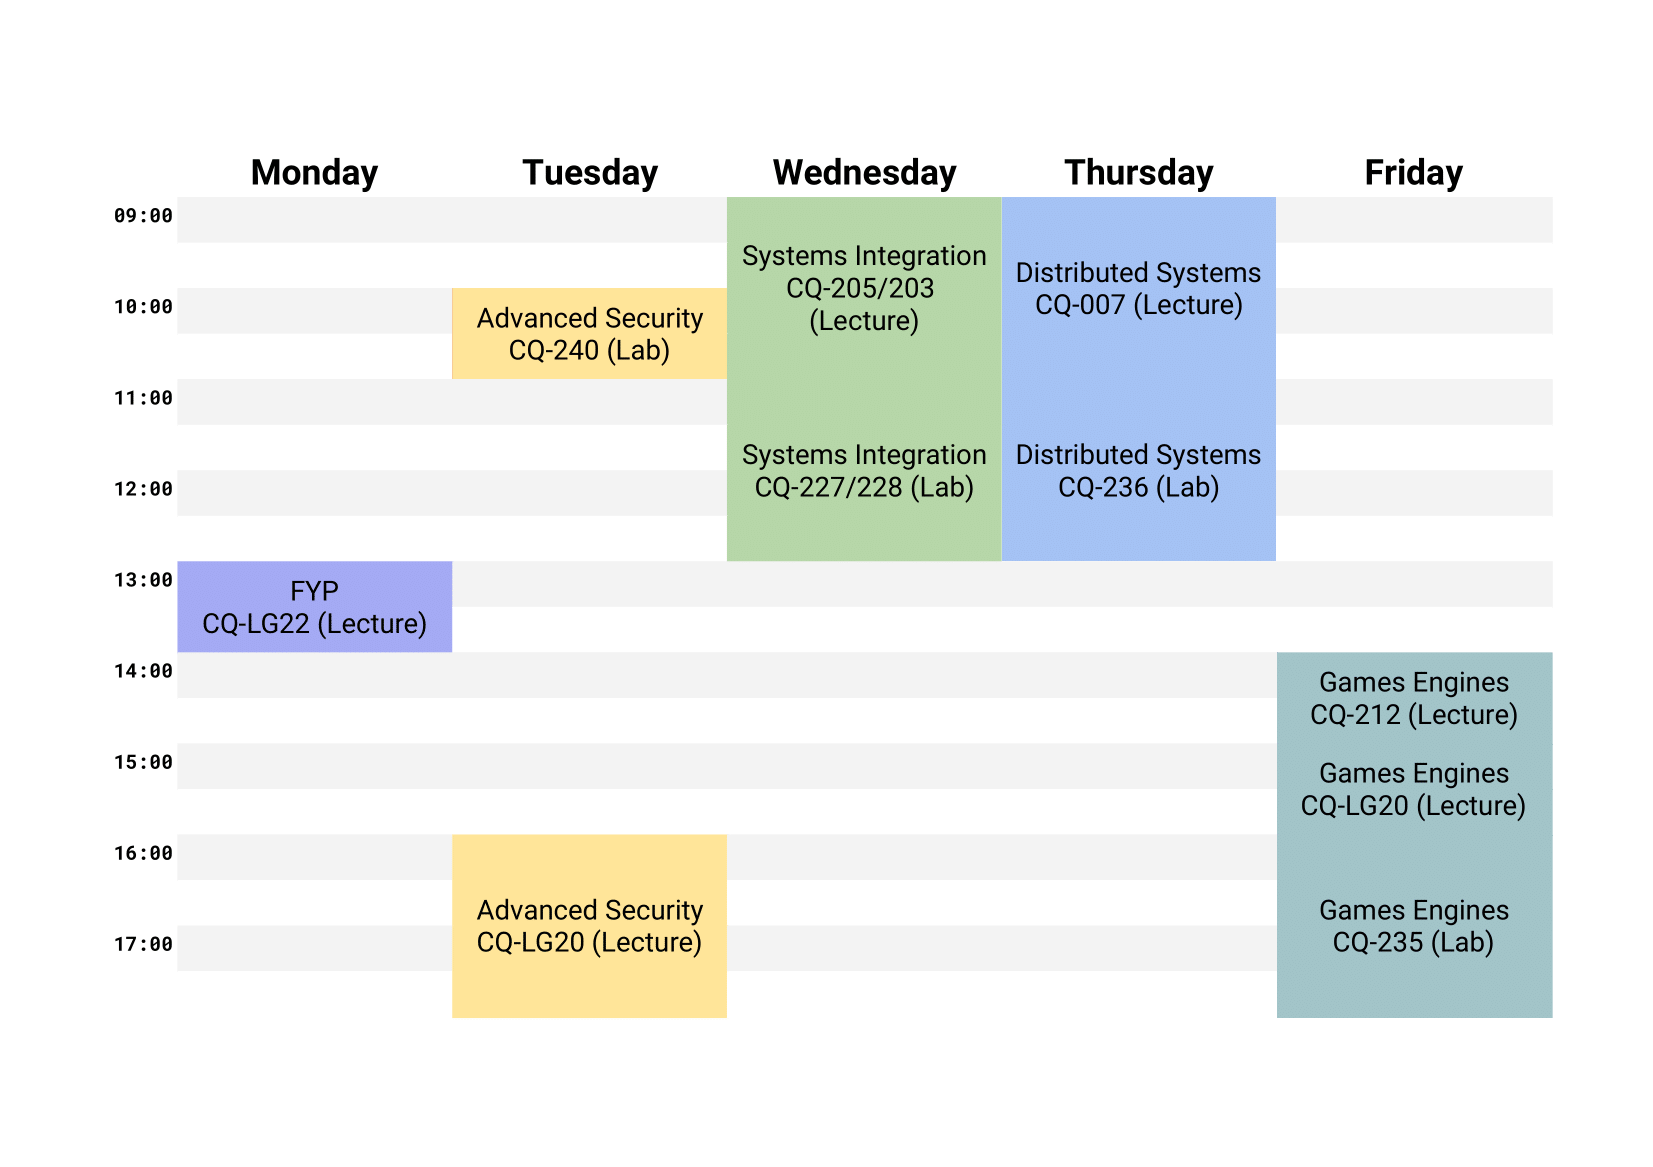 Monday Tuesday Wednesday Thursday Friday
09:00
Systems Integration
CQ-205/203
(Lecture)
Distributed Systems
CQ-007 (Lecture)
10:00
Advanced Security
CQ-240 (Lab)
11:00
Systems Integration
CQ-227/228 (Lab)
Distributed Systems
CQ-236 (Lab)
12:00
13:00
FYP
CQ-LG22 (Lecture)
14:00
Games Engines
CQ-212 (Lecture)
15:00
Games Engines
CQ-LG20 (Lecture)
16:00
Advanced Security
CQ-LG20 (Lecture)
Games Engines
CQ-235 (Lab)
17:00